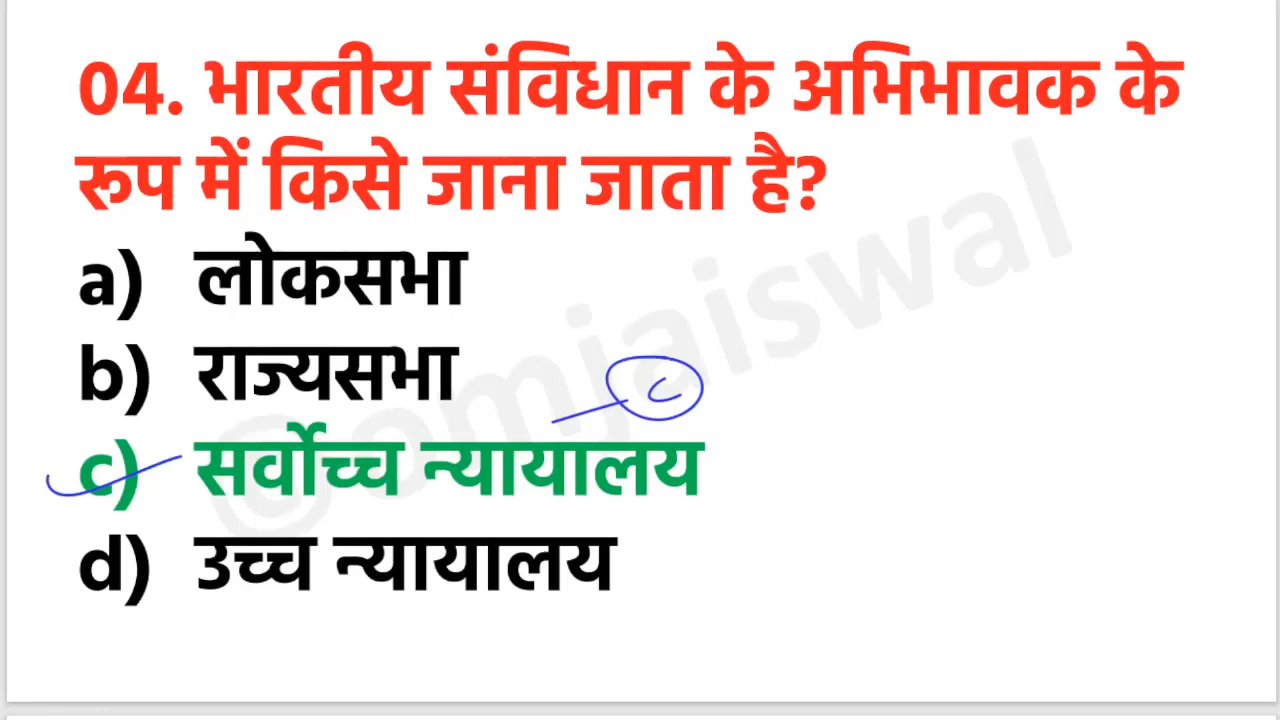 04. भारतीय संविधान के अभिभावक के
रूप में किसे जाना जाता है?
a) लोकसभा
b) राज्यसभा
c
c) सर्वोच्च न्यायालय
d) उच्च न्यायालय
©omjaiswal